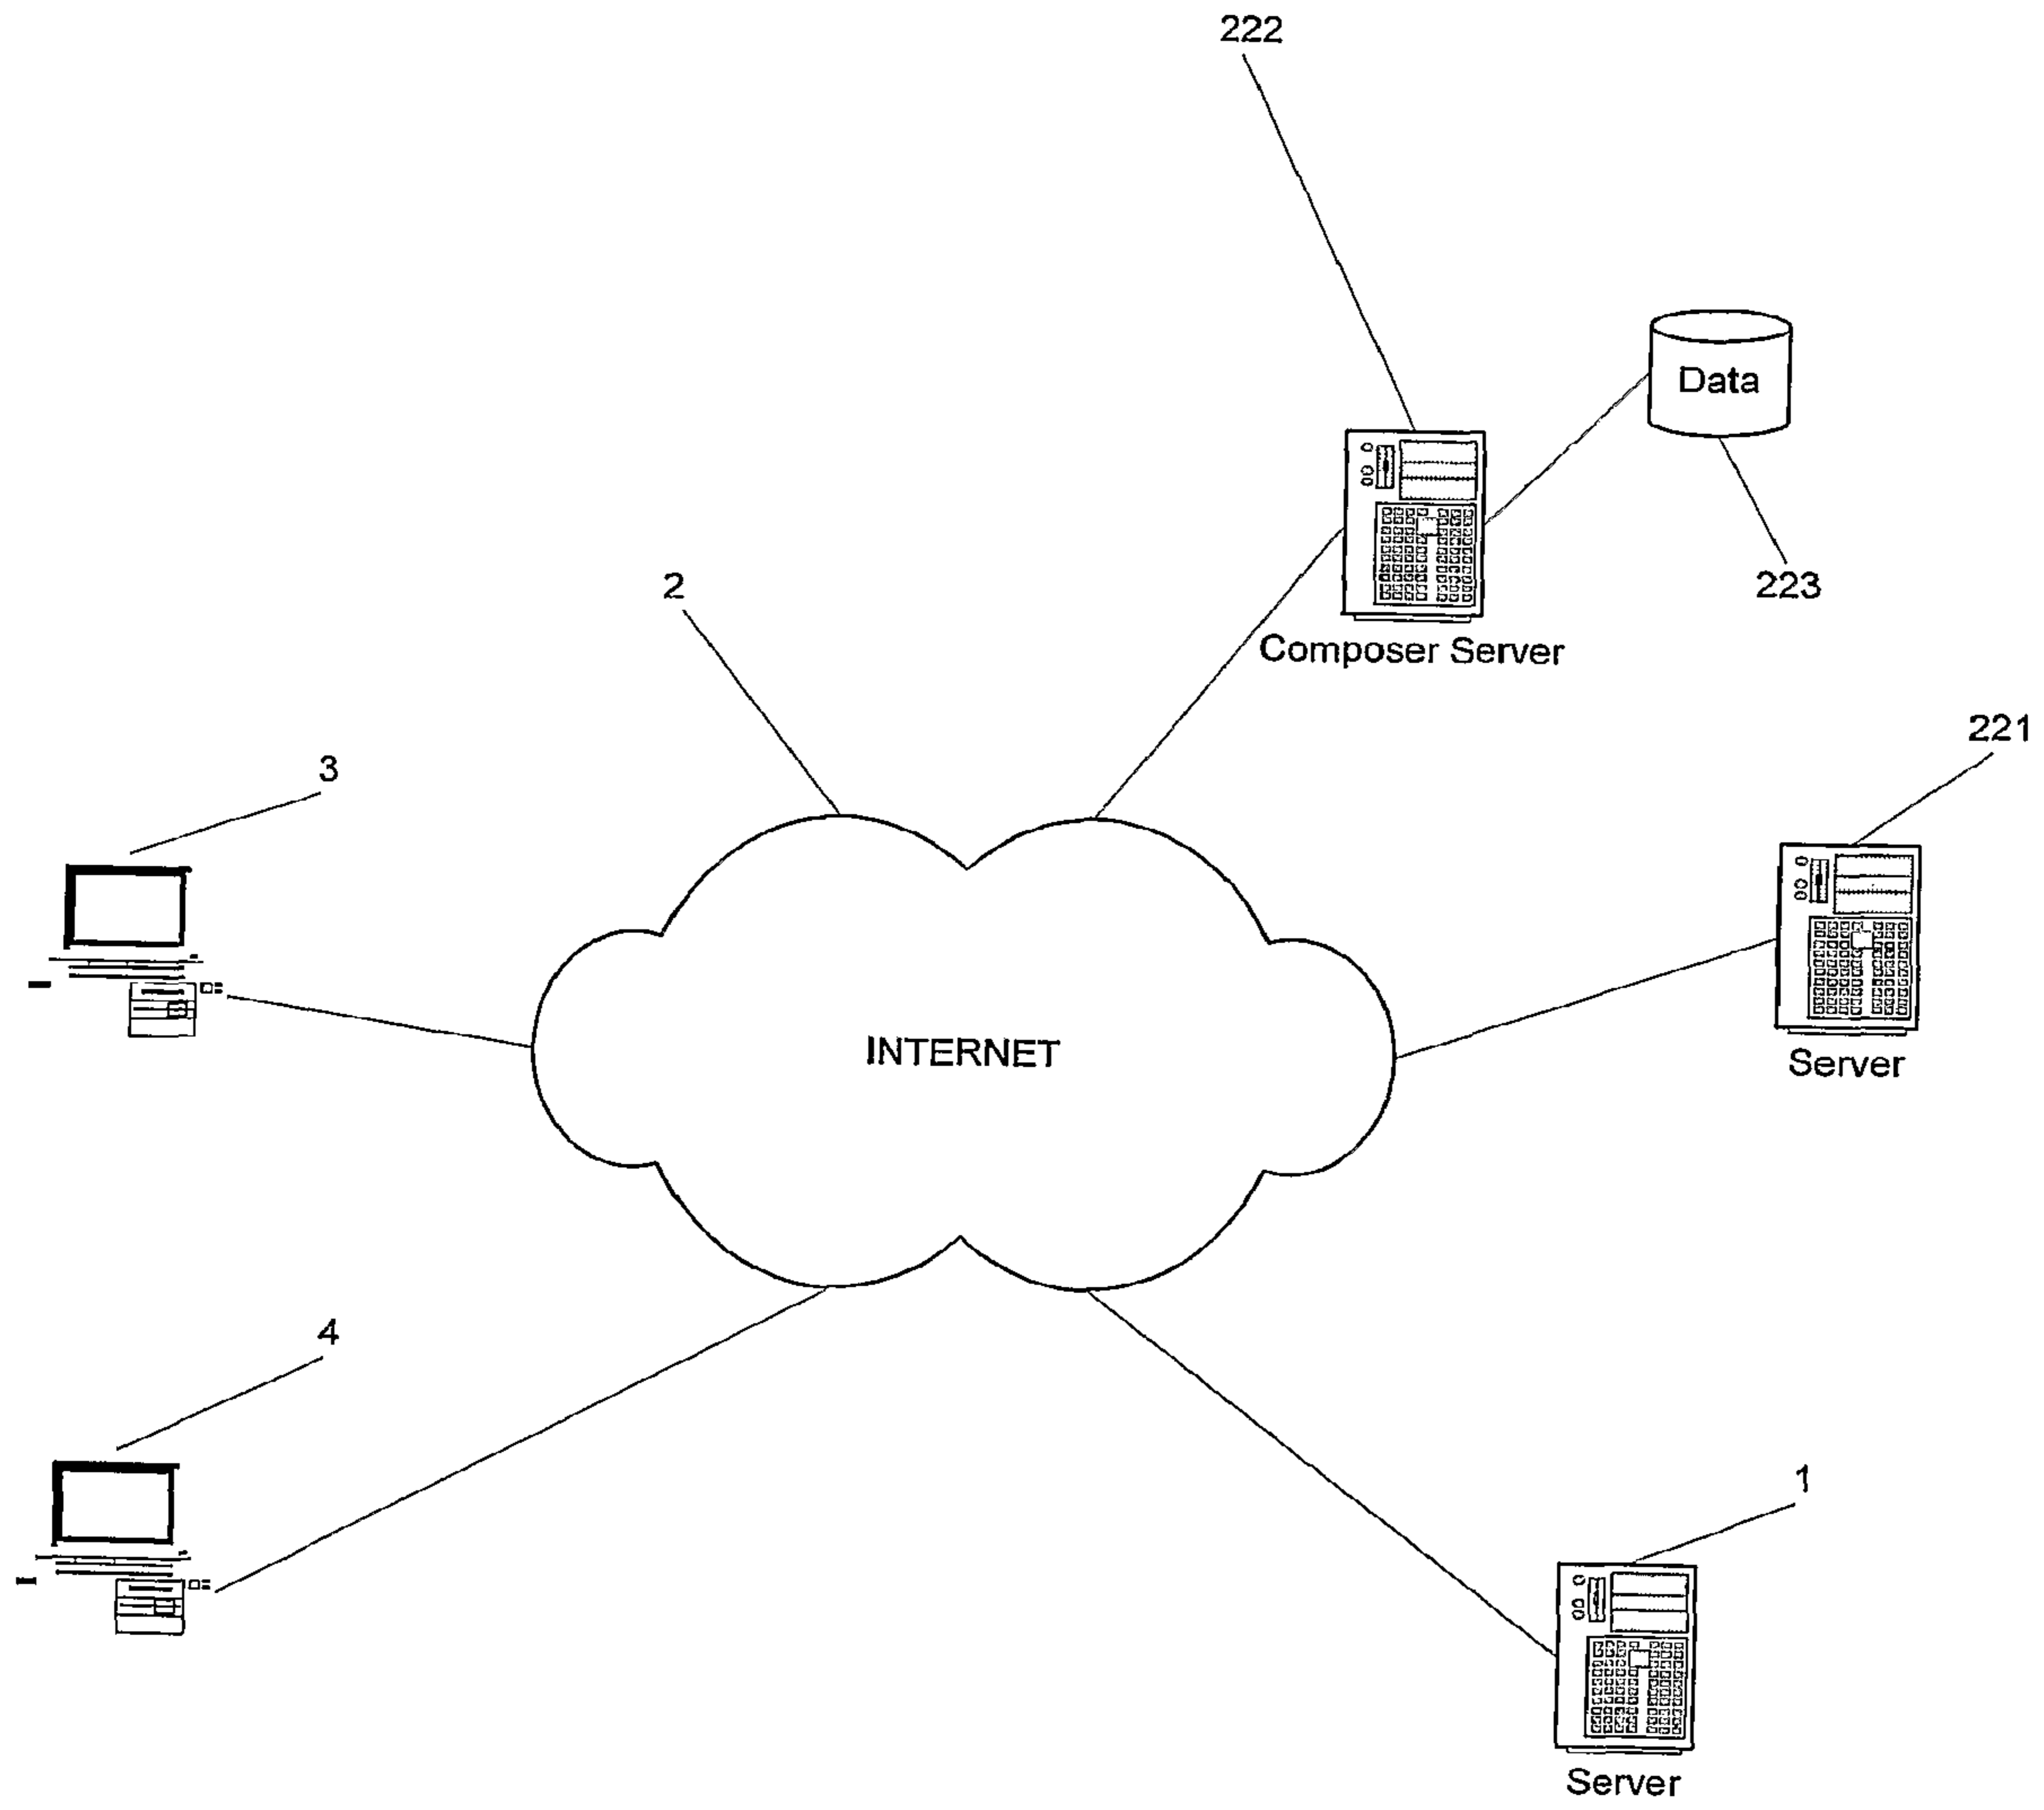 222
Data
223
2
Composer Server
221
3
INTERNET
Server
4
1
Server